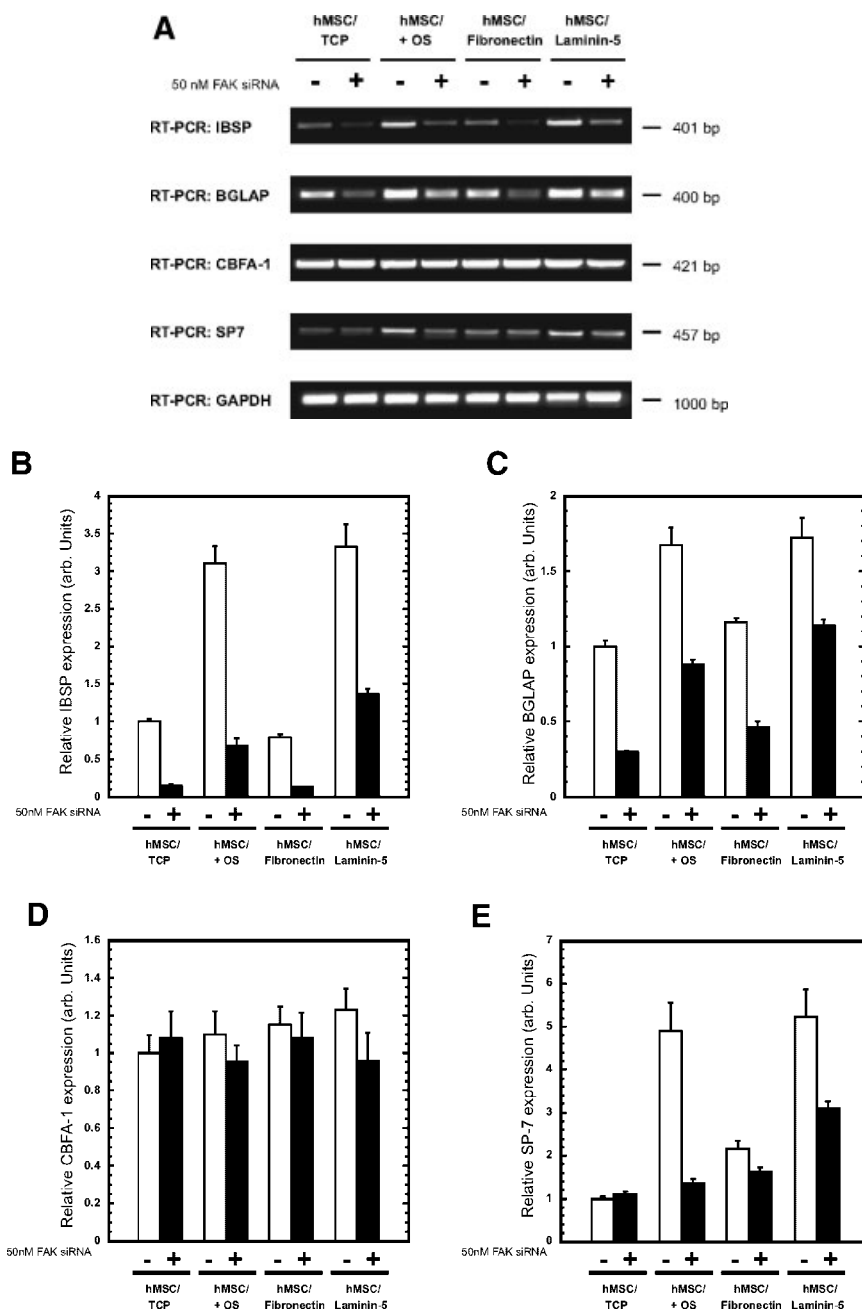 A
hMSC/ hMSC/ hMSC/ hMSC/
TCP + OS Fibronectin Laminin-5
50 nM FAK siRNA - + - + - + - +
RT-PCR: IBSP — 401 bp
RT-PCR: BGLAP — 400 bp
RT-PCR: CBFA-1 — 421 bp
RT-PCR: SP7 — 457 bp
RT-PCR: GAPDH — 1000 bp
B
Relative IBSP expression (arb. Units)
4
3.5
3
2.5
2
1.5
1
0.5
0
50nM FAK siRNA - + - + - + - +
hMSC/ hMSC/ hMSC/ hMSC/
TCP + OS Fibronectin Laminin-5
C
Relative BGLAP expression (arb. Units)
2
1.5
1
0.5
0
50nM FAK siRNA - + - + - + - +
hMSC/ hMSC/ hMSC/ hMSC/
TCP + OS Fibronectin Laminin-5
D
Relative CBFA-1 expression (arb. Units)
1.6
1.4
1.2
1
0.8
0.6
0.4
0.2
0
50nM FAK siRNA - + - + - + - +
hMSC/ hMSC/ hMSC/ hMSC/
TCP + OS Fibronectin Laminin-5
E
Relative SP-7 expression (arb. Units)
7
6
5
4
3
2
1
0
50nM FAK siRNA - + - + - + - +
hMSC/ hMSC/ hMSC/ hMSC/
TCP + OS Fibronectin Laminin-5